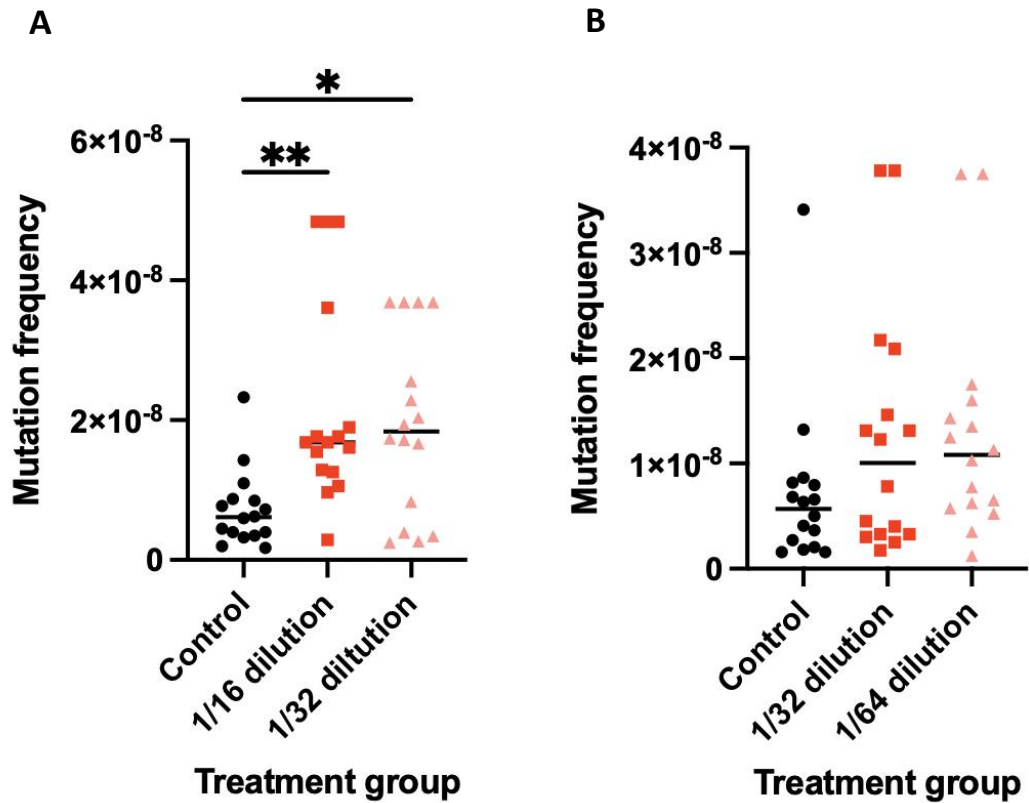 A
*
**
6×10⁻⁸
4×10⁻⁸
2×10⁻⁸
0
Mutation frequency
Control
1/16 dilution
1/32 diltution
Treatment group
B
4×10⁻⁸
3×10⁻⁸
2×10⁻⁸
1×10⁻⁸
0
Mutation frequency
Control
1/32 dilution
1/64 dilution
Treatment group